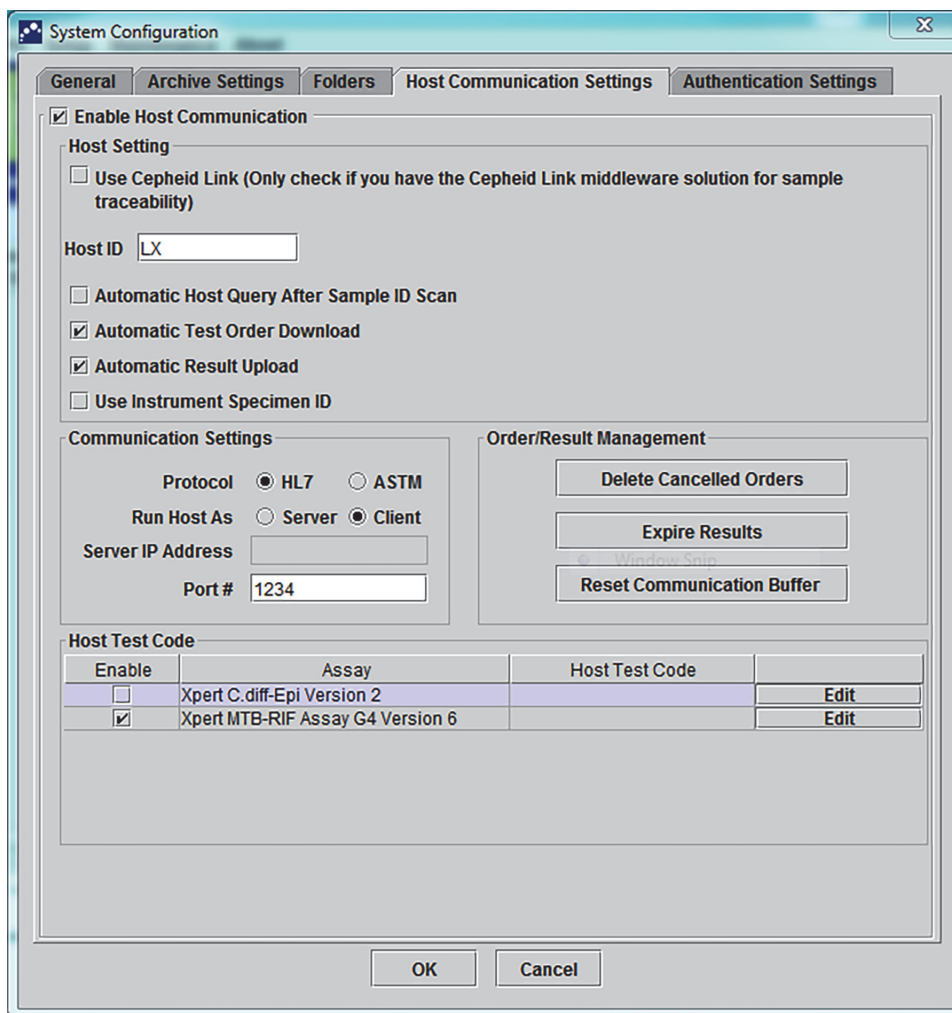 System Configuration
General Archive Settings Folders Host Communication Settings Authentication Settings
Enable Host Communication
Host Setting
Use Cepheid Link (Only check if you have the Cepheid Link middleware solution for sample
traceability)
Host ID LX
Automatic Host Query After Sample ID Scan
Automatic Test Order Download
Automatic Result Upload
Use Instrument Specimen ID
Communication Settings
Protocol HL7 ASTM
Run Host As Server Client
Server IP Address
Port # 1234
Order/Result Management
Delete Cancelled Orders
Expire Results
Window Snip
Reset Communication Buffer
Host Test Code
Enable Assay Host Test Code
Xpert C.diff-Epi Version 2 Edit
Xpert MTB-RIF Assay G4 Version 6 Edit
OK Cancel